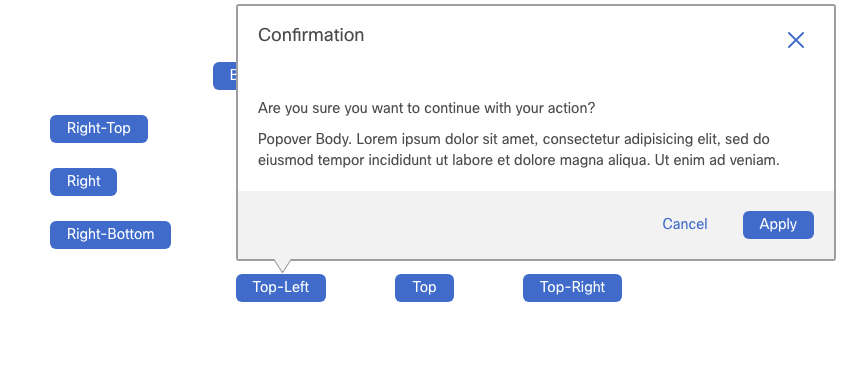 Confirmation
Are you sure you want to continue with your action?
Popover Body. Lorem ipsum dolor sit amet, consectetur adipisicing elit, sed do
eiusmod tempor incididunt ut labore et dolore magna aliqua. Ut enim ad veniam.
Cancel
Apply
Right-Top
Right
Right-Bottom
Top-Left
Top
Top-Right